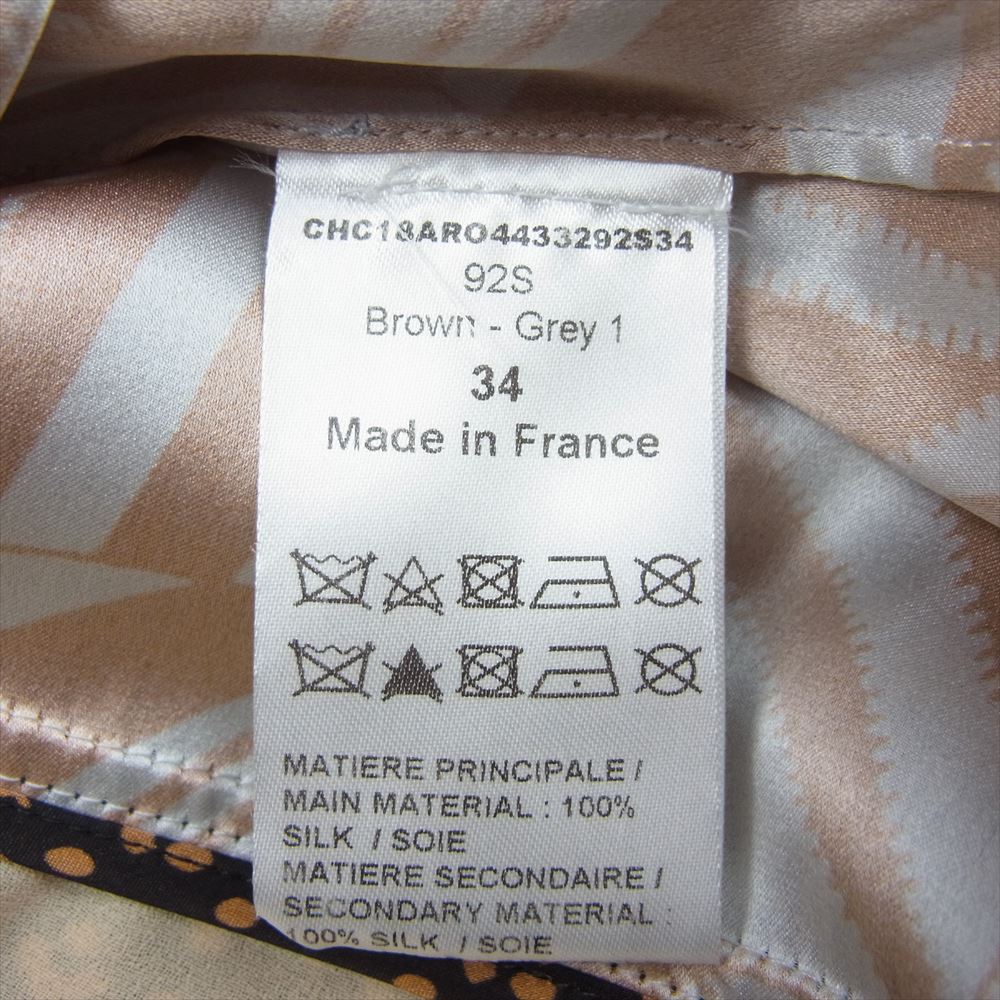 CHC18ARO4433292S34
92S
Brown - Grey 1
34
Made in France
MATIERE PRINCIPALE /
MAIN MATERIAL : 100%
SILK / SOIE
MATIERE SECONDAIRE /
SECONDARY MATERIAL :
100% SILK / SOIE